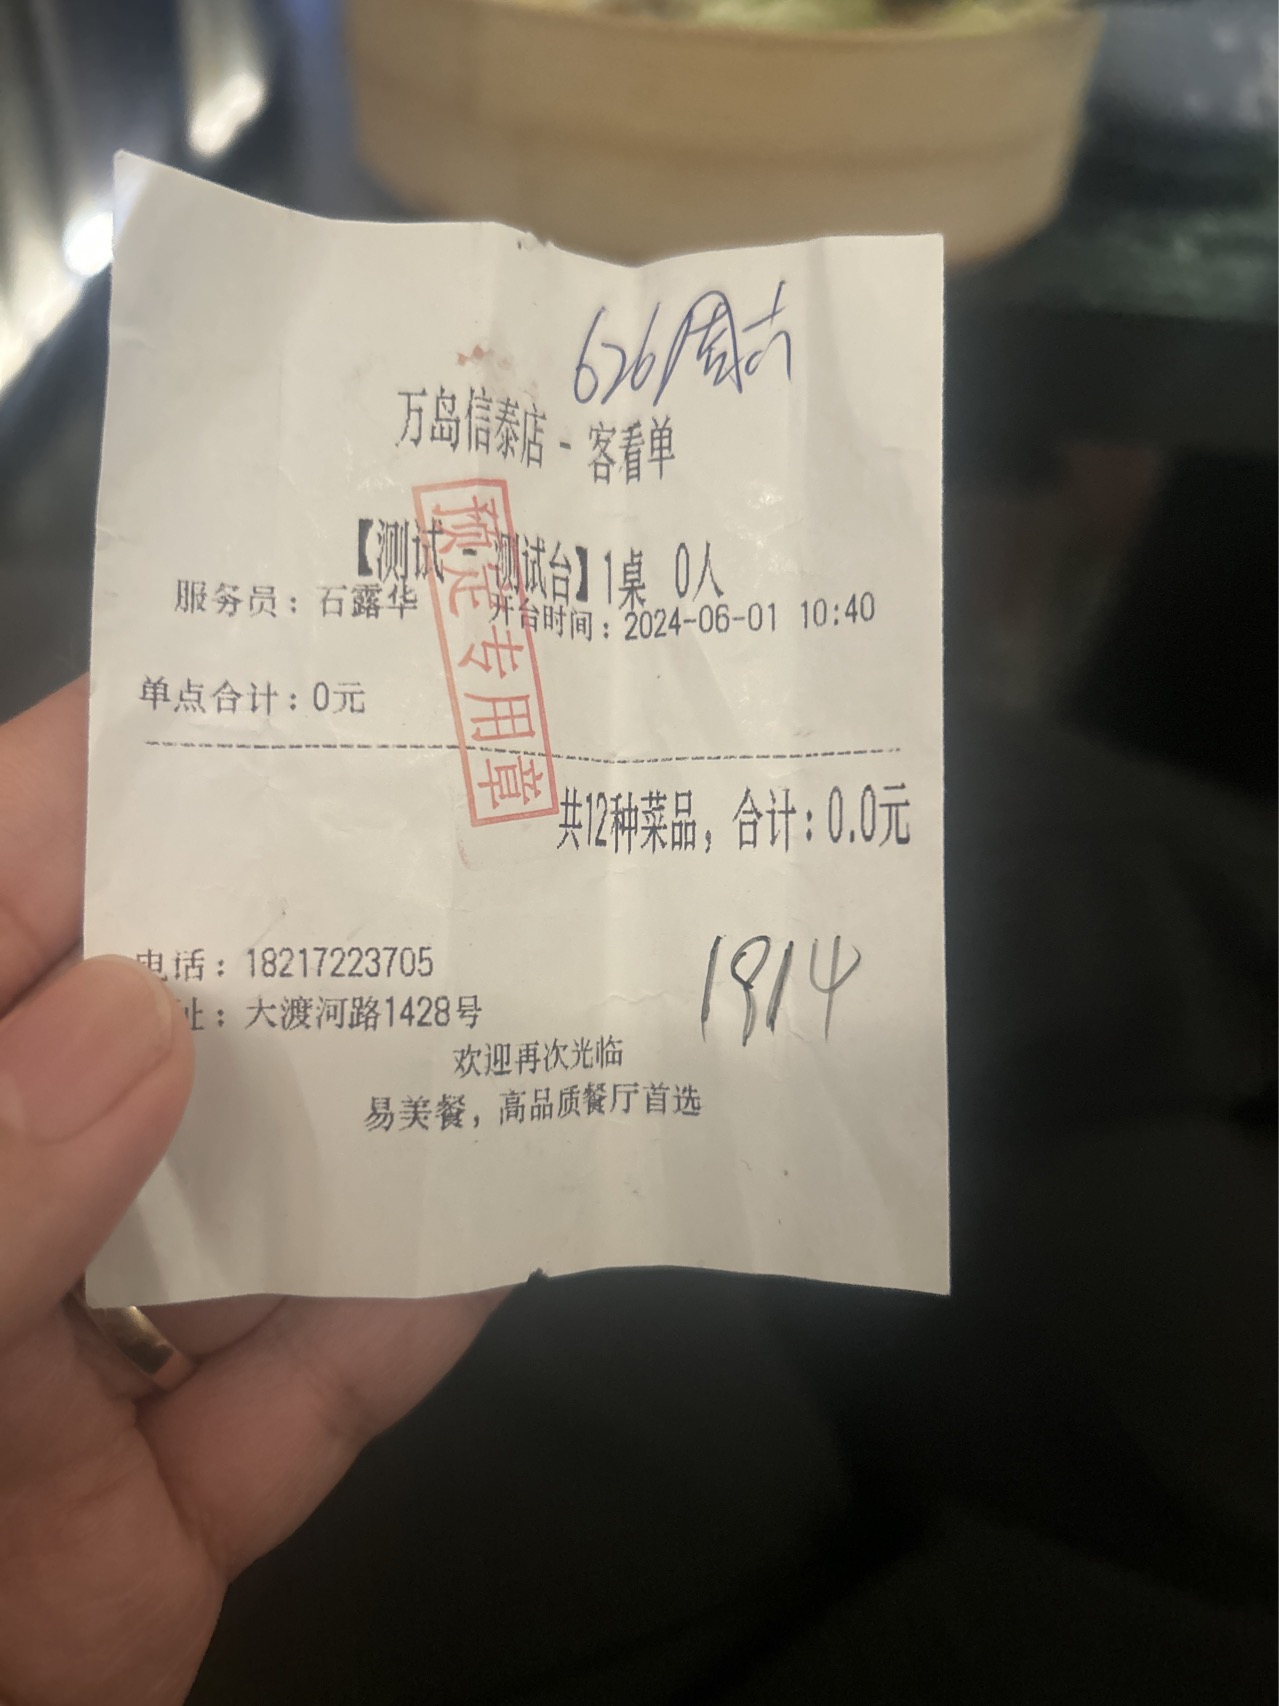 626周六
万岛信泰店 - 客看单
【测试 - 测试台】1桌 0人
服务员：石露华 开台时间：2024-06-01 10:40
单点合计：0元
预定专用章
共12种菜品，合计：0.0元
电话：18217223705
址：大渡河路1428号
1814
欢迎再次光临
易美餐，高品质餐厅首选